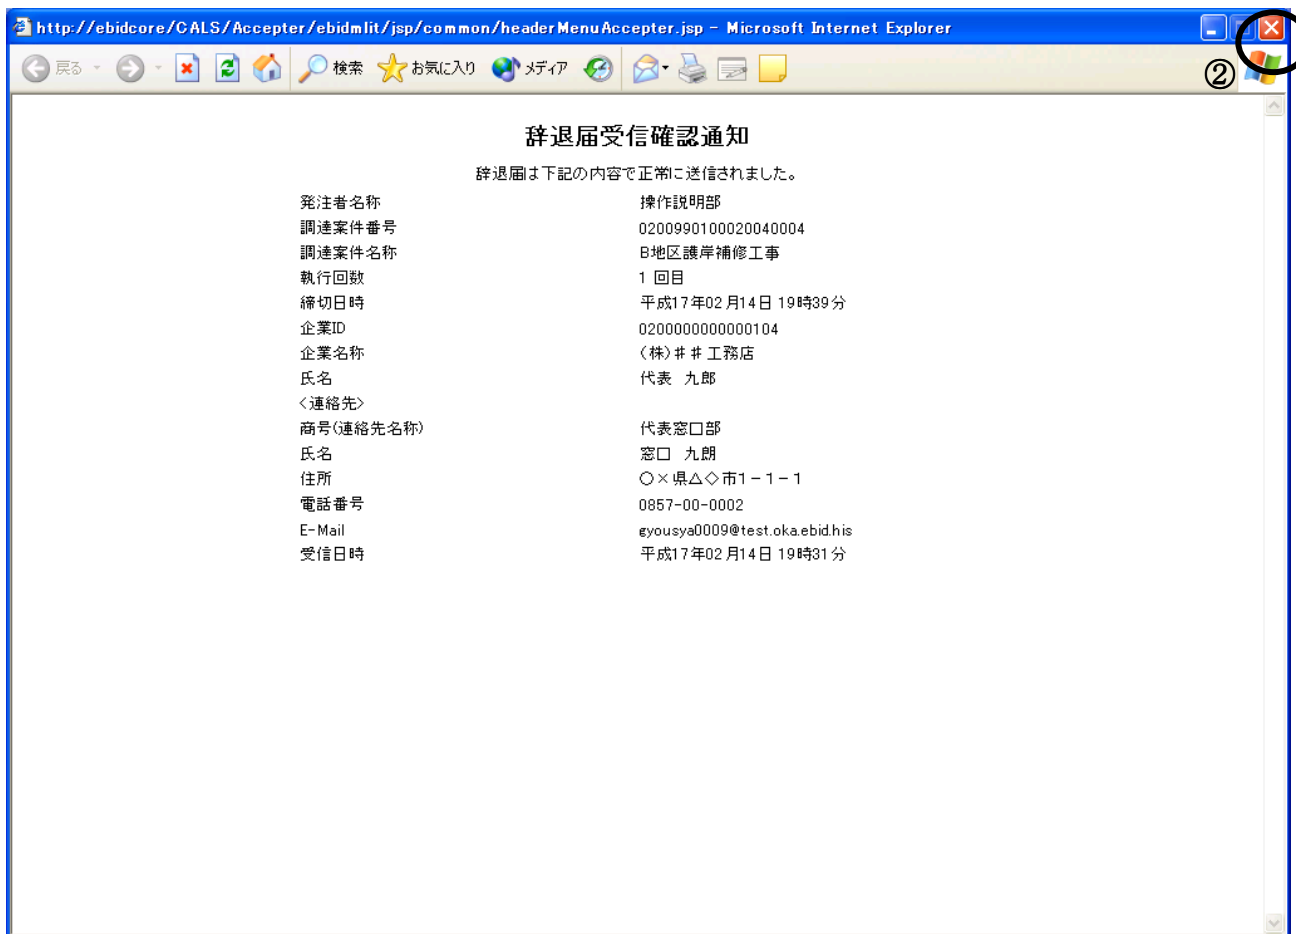 http://ebidcore/CALS/Accepter/ebidmlit/jsp/common/headerMenuAccepter.jsp - Microsoft Internet Explorer
戻る 検索 お気に入り メディア
②
辞退届受信確認通知
辞退届は下記の内容で正常に送信されました。
発注者名称 操作説明部
調達案件番号 0200990100020040004
調達案件名称 B地区護岸補修工事
執行回数 1 回目
締切日時 平成17年02月14日 19時39分
企業ID 0200000000000104
企業名称 (株)♯♯工務店
氏名 代表 九郎
<連絡先>
商号(連絡先名称) 代表窓口部
氏名 窓口 九朗
住所 ○×県△◇市1-1-1
電話番号 0857-00-0002
E-Mail gyousya0009@test.oka.ebid.his
受信日時 平成17年02月14日 19時31分